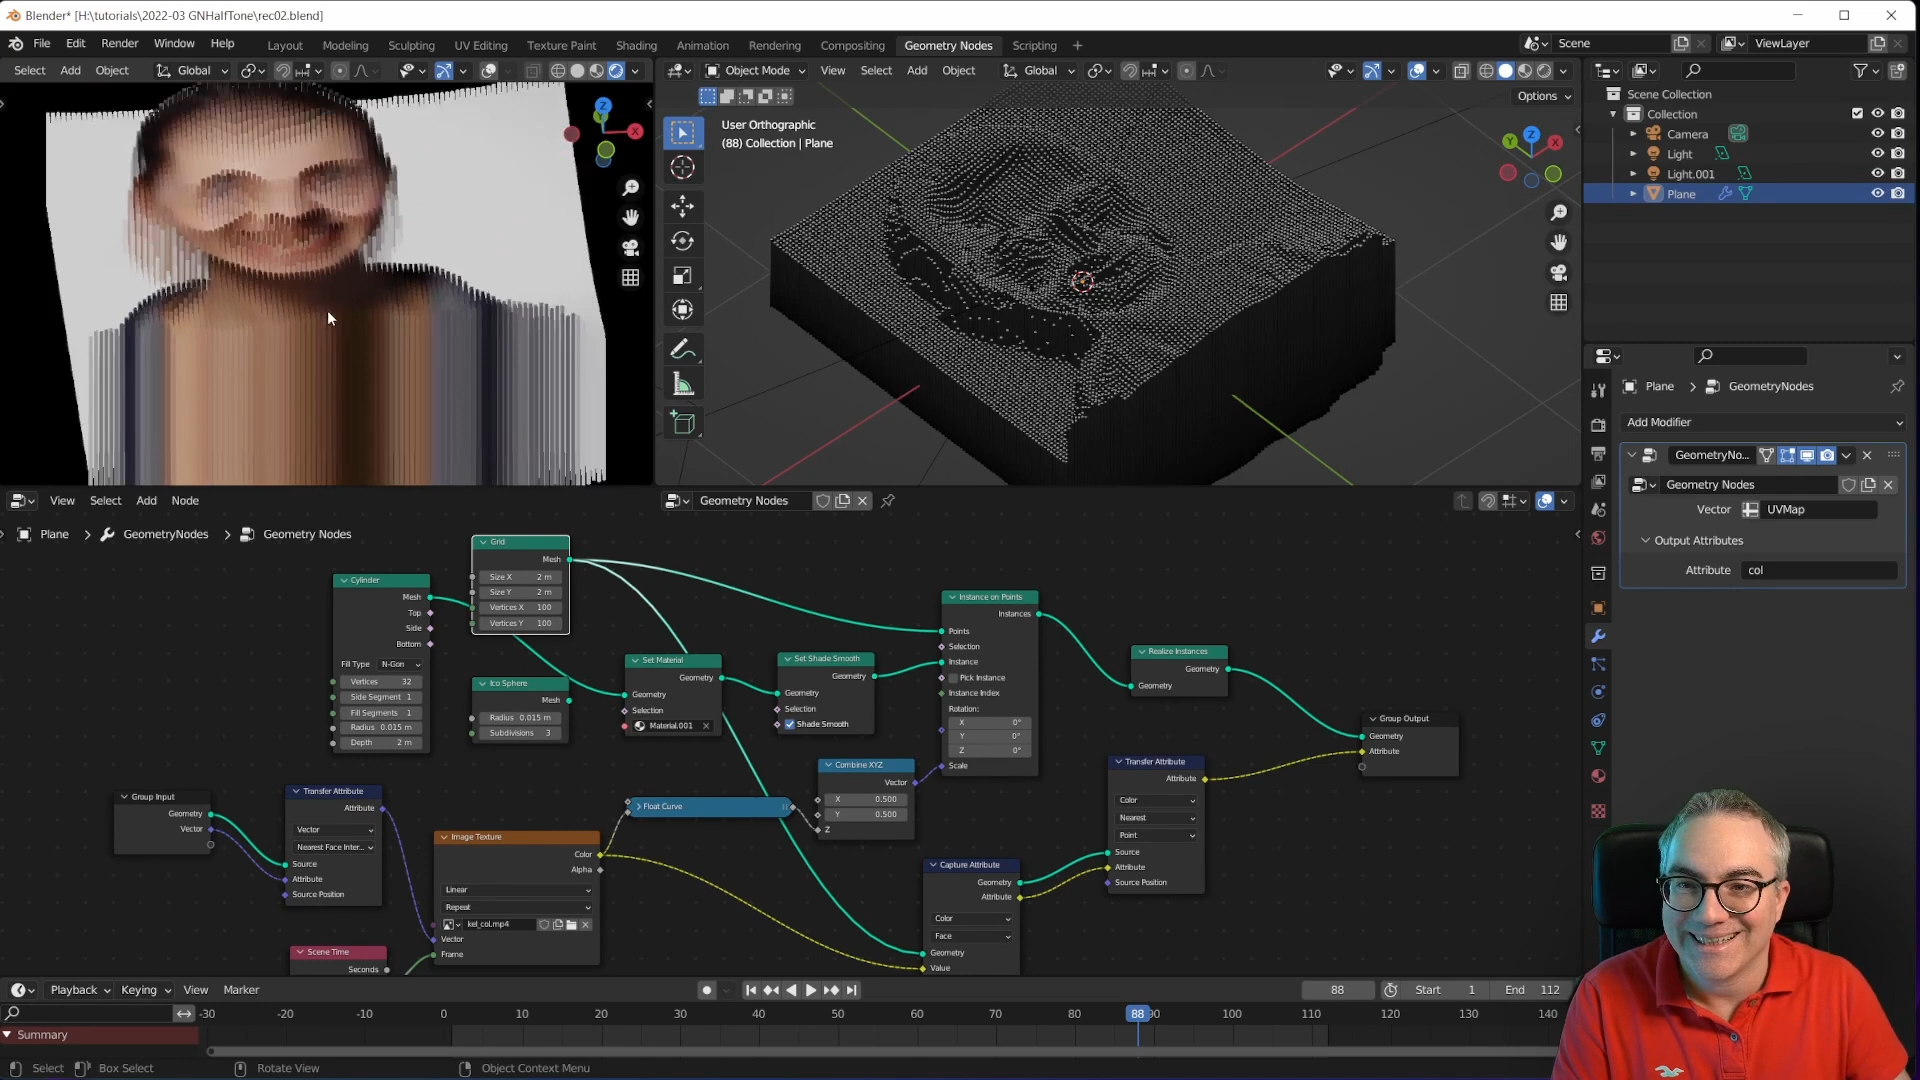 Blender* [H:\tutorials\2022-03 GNHalfTone\rec02.blend]
File Edit Render Window Help Layout Modeling Sculpting UV Editing Texture Paint Shading Animation Rendering Compositing Geometry Nodes Scripting + Scene ViewLayer
Select Add Object Global Object Mode View Select Add Object Global
Options
User Orthographic
(88) Collection | Plane
Z
Y
X
Z
Y
X
Scene Collection
Collection
Camera
Light
Light.001
Plane
Plane > GeometryNodes
Add Modifier
GeometryNo...
Geometry Nodes
Vector UVMap
Output Attributes
Attribute col
View Select Add Node Geometry Nodes
Plane > GeometryNodes > Geometry Nodes
Grid
Mesh
Size X 2 m
Size Y 2 m
Vertices X 100
Vertices Y 100
Cylinder
Mesh
Top
Side
Bottom
Fill Type N-Gon
Vertices 32
Side Segment 1
Fill Segments 1
Radius 0.015 m
Depth 2 m
Ico Sphere
Mesh
Radius 0.015 m
Subdivisions 3
Set Material
Geometry
Geometry
Selection
Material.001
Set Shade Smooth
Geometry
Geometry
Selection
Shade Smooth
Instance on Points
Instances
Points
Selection
Instance
Pick Instance
Instance Index
Rotation:
X 0°
Y 0°
Z 0°
Scale
Realize Instances
Geometry
Geometry
Group Output
Geometry
Attribute
Group Input
Geometry
Vector
Transfer Attribute
Attribute
Vector
Nearest Face Inter...
Source
Attribute
Source Position
Image Texture
Color
Alpha
Linear
Repeat
kel_col.mp4
Vector
Frame
Scene Time
Seconds
Float Curve
Combine XYZ
Vector
X 0.500
Y 0.500
Z
Capture Attribute
Geometry
Attribute
Color
Face
Geometry
Value
Transfer Attribute
Attribute
Color
Nearest
Point
Source
Attribute
Source Position
Playback Keying View Marker 88 Start 1 End 112
-30 -20 -10 0 10 20 30 40 50 60 70 80 88 90 100 110 120 130 140
Summary
Select Box Select Rotate View Object Context Menu